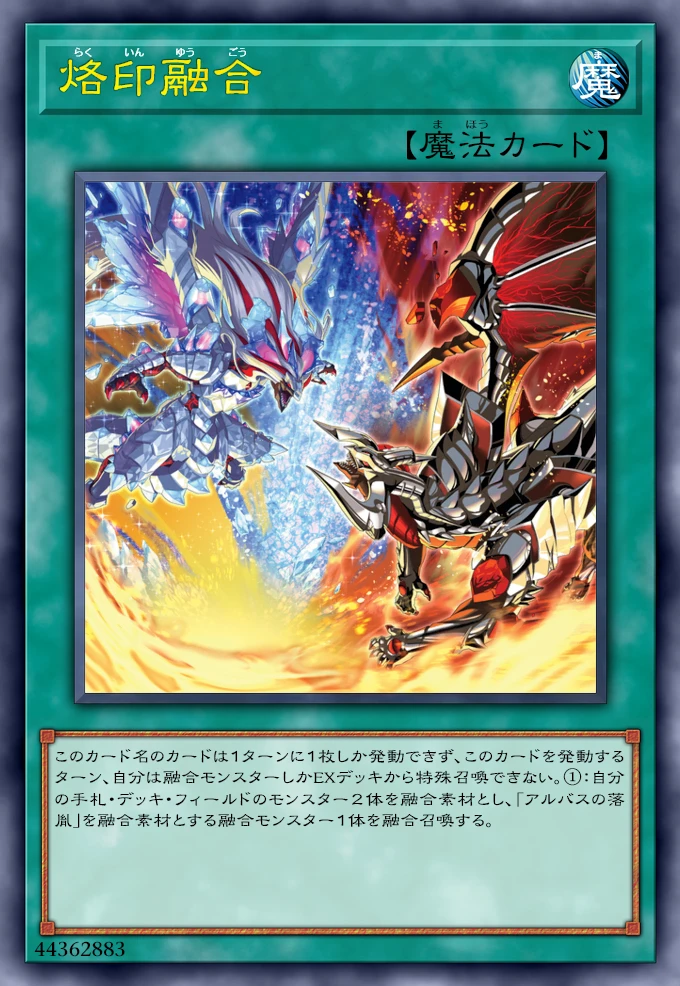 らくいんゆうごう
烙印融合
ま
魔
まほう
【魔法カード】
このカード名のカードは1ターンに1枚しか発動できず、このカードを発動する
ターン、自分は融合モンスターしかEXデッキから特殊召喚できない。①:自分
の手札・デッキ・フィールドのモンスター2体を融合素材とし、「アルバスの落
胤」を融合素材とする融合モンスター1体を融合召喚する。
44362883